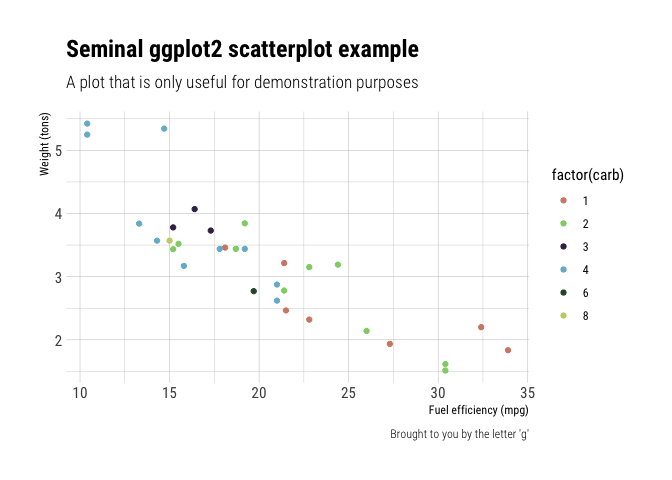 Seminal ggplot2 scatterplot example
A plot that is only useful for demonstration purposes
Weight (tons)
5
4
3
2
10 15 20 25 30 35
Fuel efficiency (mpg)
Brought to you by the letter 'g'
factor(carb)
1
2
3
4
6
8